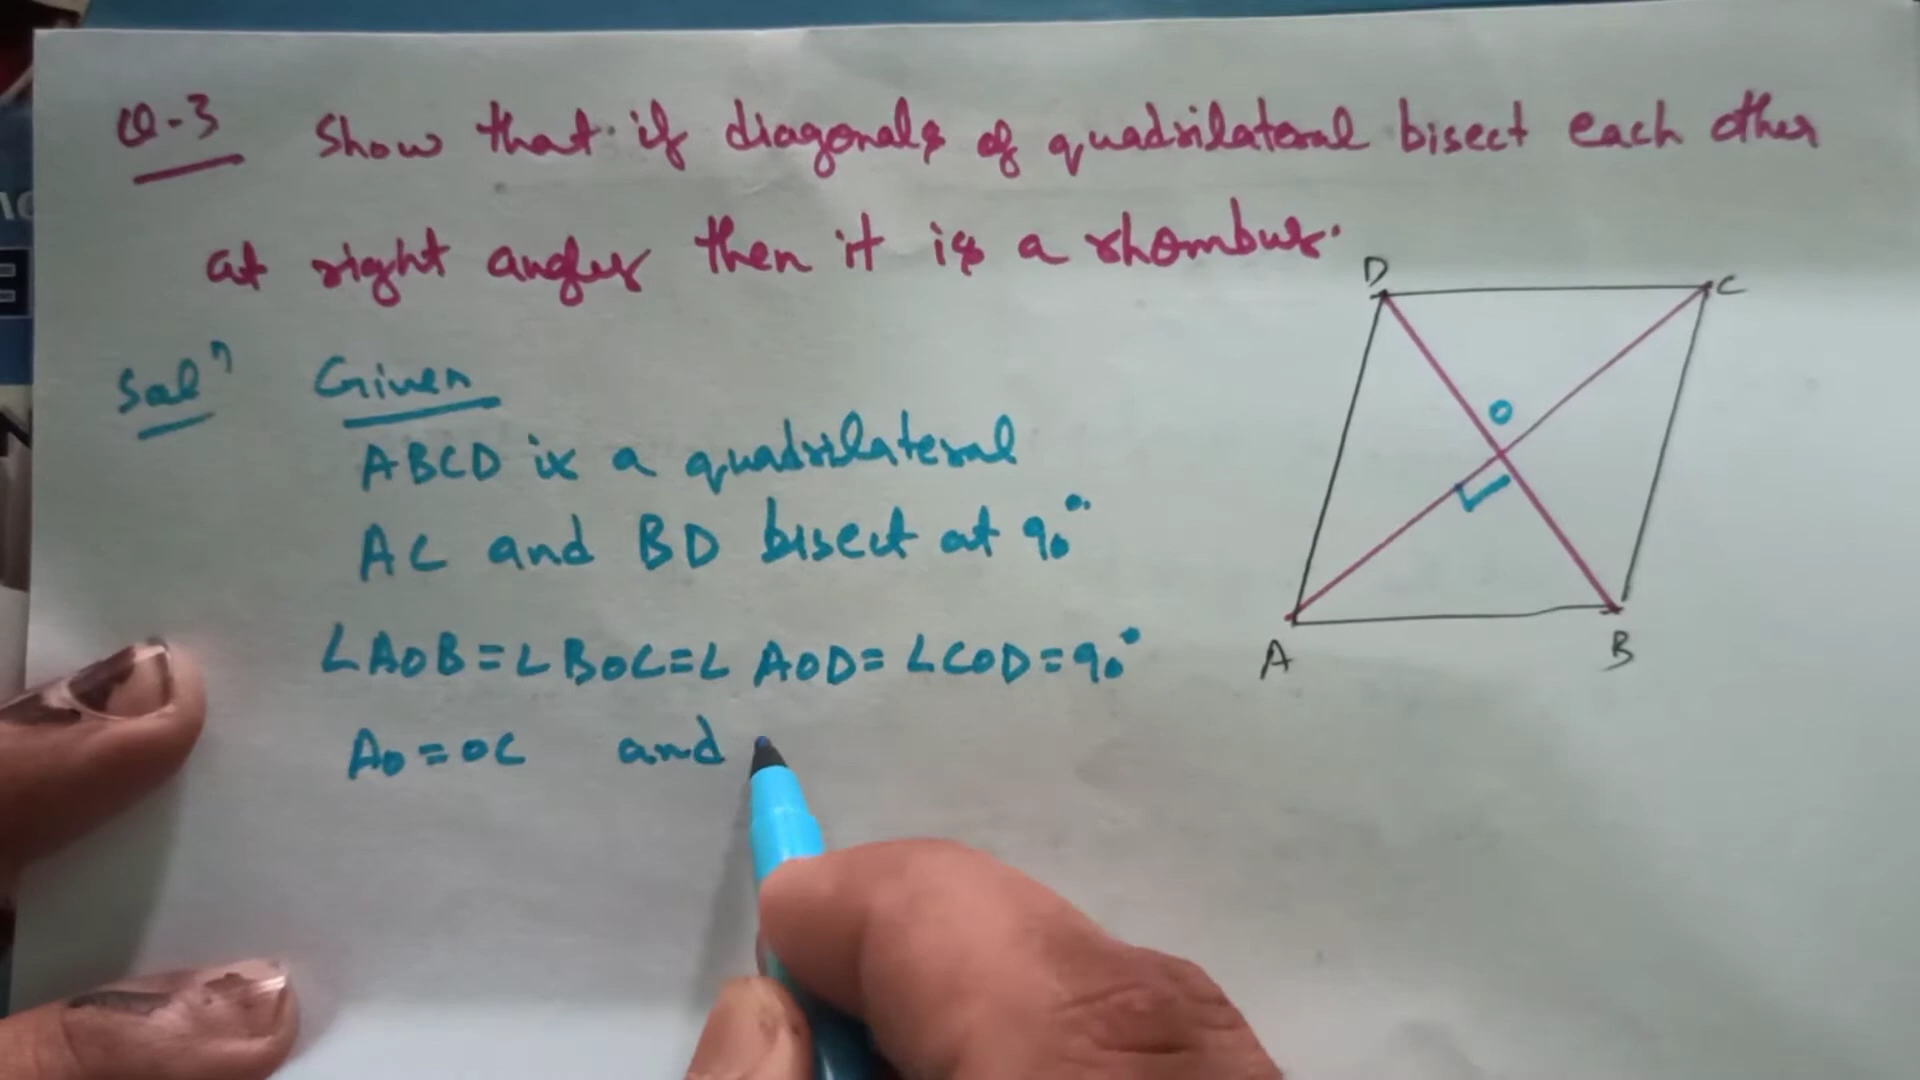 Q-3 Show that if diagonals of quadrilateral bisect each other
at right angles then it is a rhombus.
D
C
Soln Given
O
ABCD is a quadrilateral
AC and BD bisect at 90°
∠AOB=∠BOC=∠AOD=∠COD=90°
A
B
AO=OC and